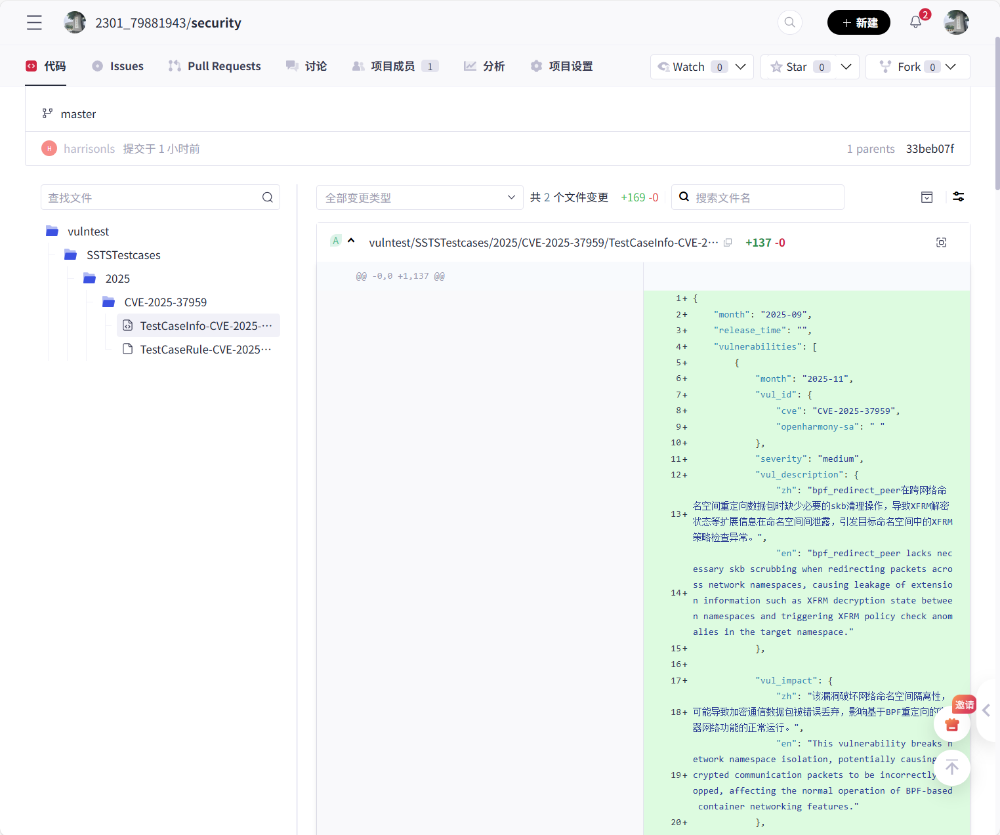 2301_79881943/security
新建
2
代码
Issues
Pull Requests
讨论
项目成员 1
分析
项目设置
Watch 0
Star 0
Fork 0
master
H harrisonls 提交于 1 小时前
1 parents 33beb07f
查找文件
全部变更类型
共 2 个文件变更 +169 -0
搜索文件名
vulntest
SSTSTestcases
2025
CVE-2025-37959
TestCaseInfo-CVE-2025-···
TestCaseRule-CVE-2025···
A vulntest/SSTSTestcases/2025/CVE-2025-37959/TestCaseInfo-CVE-2··· +137 -0
@@ -0,0 +1,137 @@
1+ {
2+ "month": "2025-09",
3+ "release_time": "",
4+ "vulnerabilities": [
5+ {
6+ "month": "2025-11",
7+ "vul_id": {
8+ "cve": "CVE-2025-37959",
9+ "openharmony-sa": " "
10+ },
11+ "severity": "medium",
12+ "vul_description": {
"zh": "bpf_redirect_peer在跨网络命
名空间重定向数据包时缺少必要的skb清理操作，导致XFRM解密
13+
状态等扩展信息在命名空间间泄露，引发目标命名空间中的XFRM
策略检查异常。",
"en": "bpf_redirect_peer lacks nec
essary skb scrubbing when redirecting packets acro
ss network namespaces, causing leakage of extensio
14+
n information such as XFRM decryption state betwee
n namespaces and triggering XFRM policy check anom
alies in the target namespace."
15+ },
16+
17+ "vul_impact": {
"zh": "该漏洞破坏网络命名空间隔离性，
18+ 可能导致加密通信数据包被错误丢弃，影响基于BPF重定向的
器网络功能的正常运行。",
"en": "This vulnerability breaks n
etwork namespace isolation, potentially causing
19+ crypted communication packets to be incorrectly
opped, affecting the normal operation of BPF-based
container networking features."
20+ },
邀请